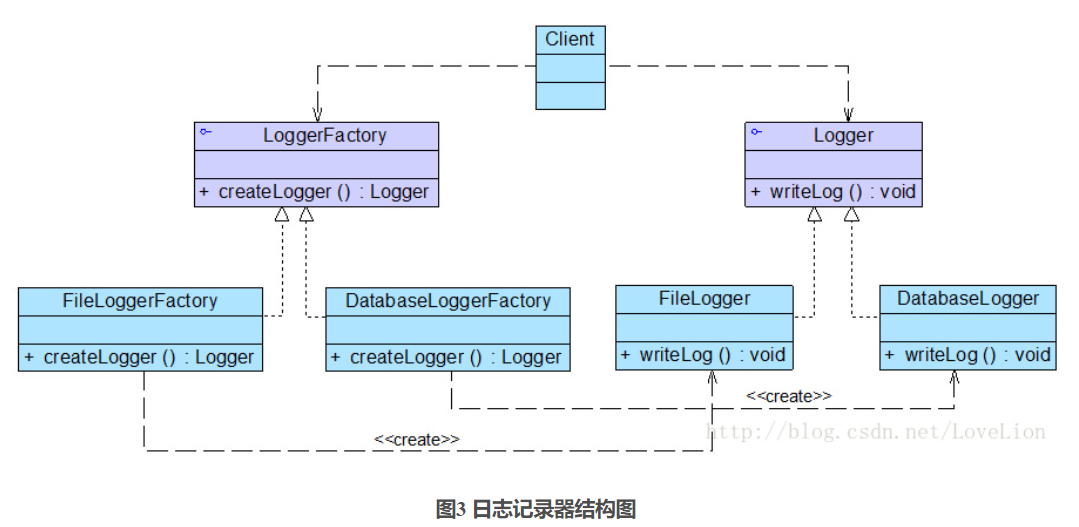 Client
LoggerFactory
+ createLogger () : Logger
Logger
+ writeLog () : void
FileLoggerFactory
+ createLogger () : Logger
DatabaseLoggerFactory
+ createLogger () : Logger
FileLogger
+ writeLog () : void
DatabaseLogger
+ writeLog () : void
<<create>>
<<create>>
http://blog.csdn.net/LoveLion
图3 日志记录器结构图